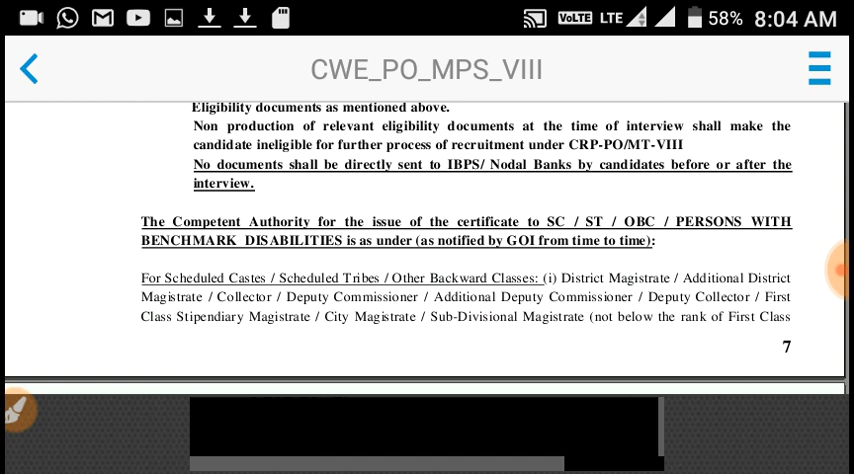 VoLTE LTE 58% 8:04 AM
CWE_PO_MPS_VIII
Eligibility documents as mentioned above.
Non production of relevant eligibility documents at the time of interview shall make the
candidate ineligible for further process of recruitment under CRP-PO/MT-VIII
No documents shall be directly sent to IBPS/ Nodal Banks by candidates before or after the
interview.
The Competent Authority for the issue of the certificate to SC / ST / OBC / PERSONS WITH
BENCHMARK DISABILITIES is as under (as notified by GOI from time to time):
For Scheduled Castes / Scheduled Tribes / Other Backward Classes: (i) District Magistrate / Additional District
Magistrate / Collector / Deputy Commissioner / Additional Deputy Commissioner / Deputy Collector / First
Class Stipendiary Magistrate / City Magistrate / Sub-Divisional Magistrate (not below the rank of First Class
7